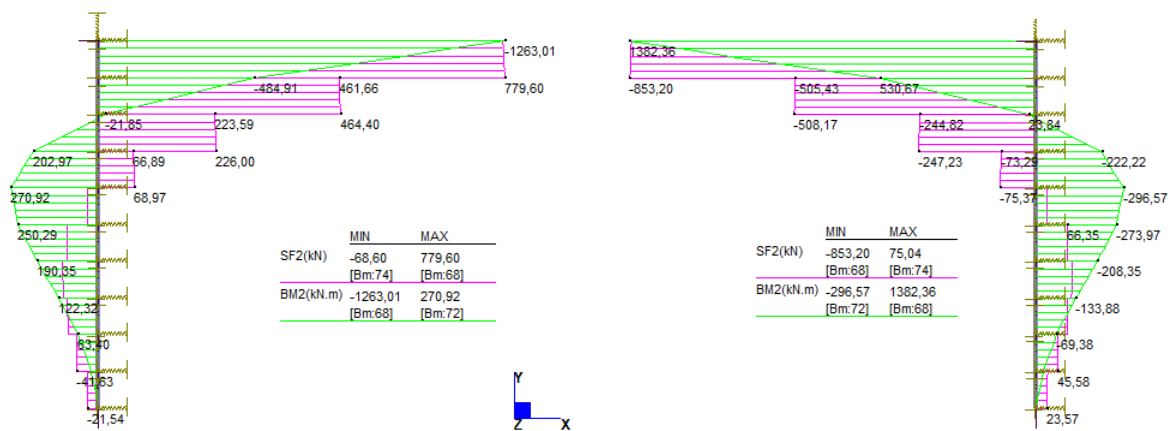 -1263,01
1382,36
-484,91 461,66 779,60
-853,20 -505,43 530,67
-21,85 223,59 464,40
-508,17 -244,82 23,84
202,97 66,89 226,00
-247,23 -73,29 -222,22
270,92 68,97
-75,37 -296,57
250,29
MIN MAX
SF2(kN) -68,60 779,60
[Bm:74] [Bm:68]
BM2(kN.m) -1263,01 270,92
[Bm:68] [Bm:72]
MIN MAX
SF2(kN) -853,20 75,04
[Bm:68] [Bm:74]
BM2(kN.m) -296,57 1382,36
[Bm:72] [Bm:68]
66,35 -273,97
190,35
-208,35
122,32
-133,88
63,40
-69,38
-41,63
45,58
-21,54
23,57
Y
Z X